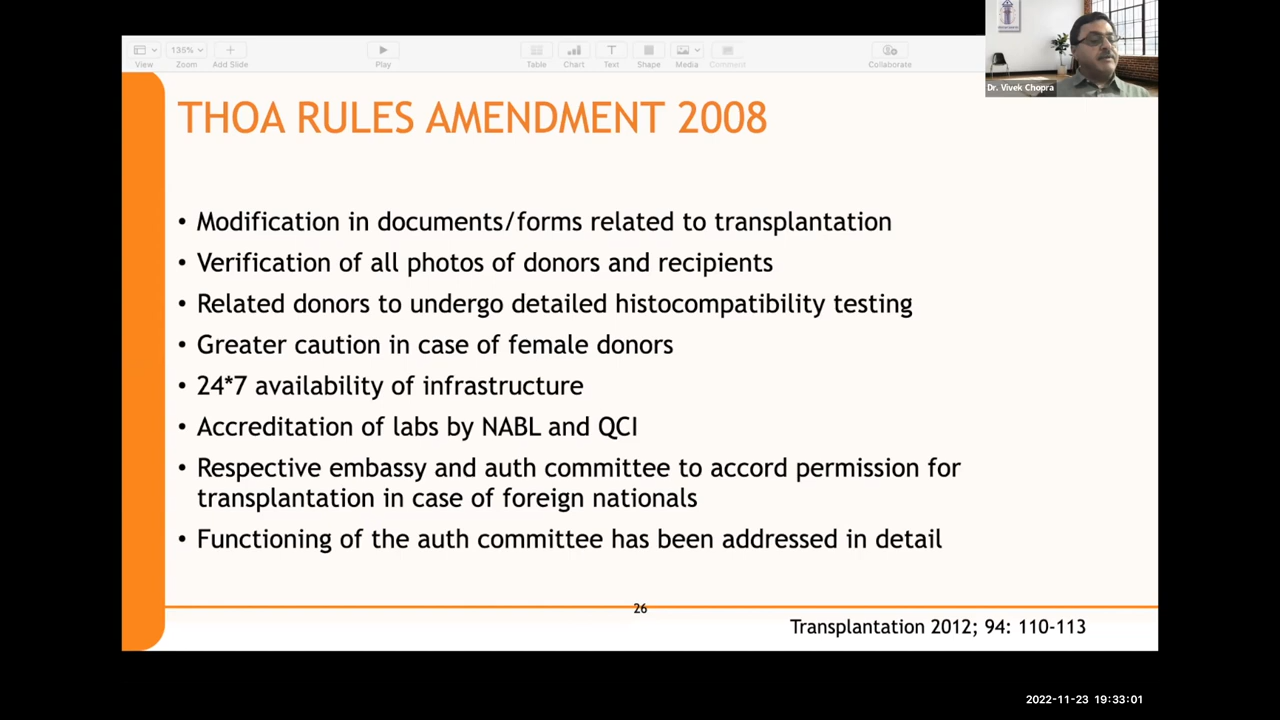 135%
View
Zoom
Add Slide
Play
Table
Chart
Text
Shape
Media
Comment
Collaborate
Dr. Vivek Chopra
THOA RULES AMENDMENT 2008
• Modification in documents/forms related to transplantation
• Verification of all photos of donors and recipients
• Related donors to undergo detailed histocompatibility testing
• Greater caution in case of female donors
• 24*7 availability of infrastructure
• Accreditation of labs by NABL and QCI
• Respective embassy and auth committee to accord permission for
transplantation in case of foreign nationals
• Functioning of the auth committee has been addressed in detail
26
Transplantation 2012; 94: 110-113
2022-11-23 19:33:01